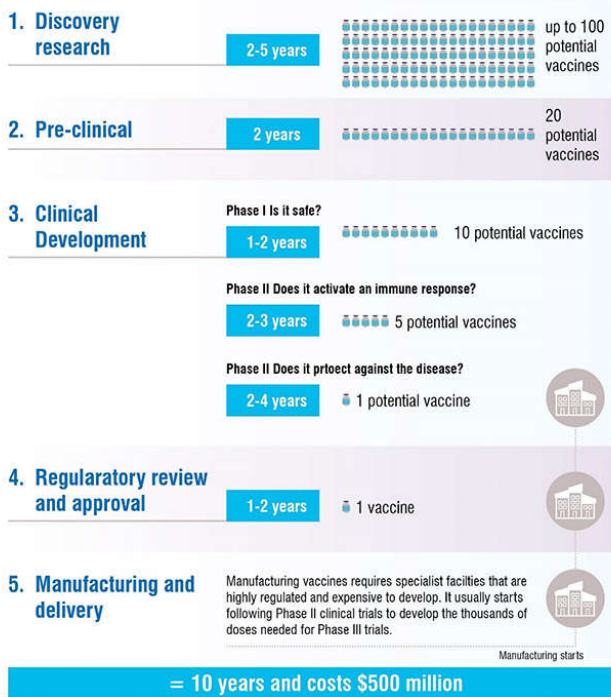 1. Discovery
research
2-5 years
up to 100
potential
vaccines
2. Pre-clinical
2 years
20
potential
vaccines
3. Clinical
Development
Phase I Is it safe?
1-2 years
10 potential vaccines
Phase II Does it activate an immune response?
2-3 years
5 potential vaccines
Phase II Does it prtoect against the disease?
2-4 years
1 potential vaccine
4. Regularatory review
and approval
1-2 years
1 vaccine
5. Manufacturing and
delivery
Manufacturing vaccines requires specialist facilties that are
highly regulated and expensive to develop. It usually starts
following Phase II clinical trials to develop the thousands of
doses needed for Phase III trials.
Manufacturing starts
= 10 years and costs $500 million